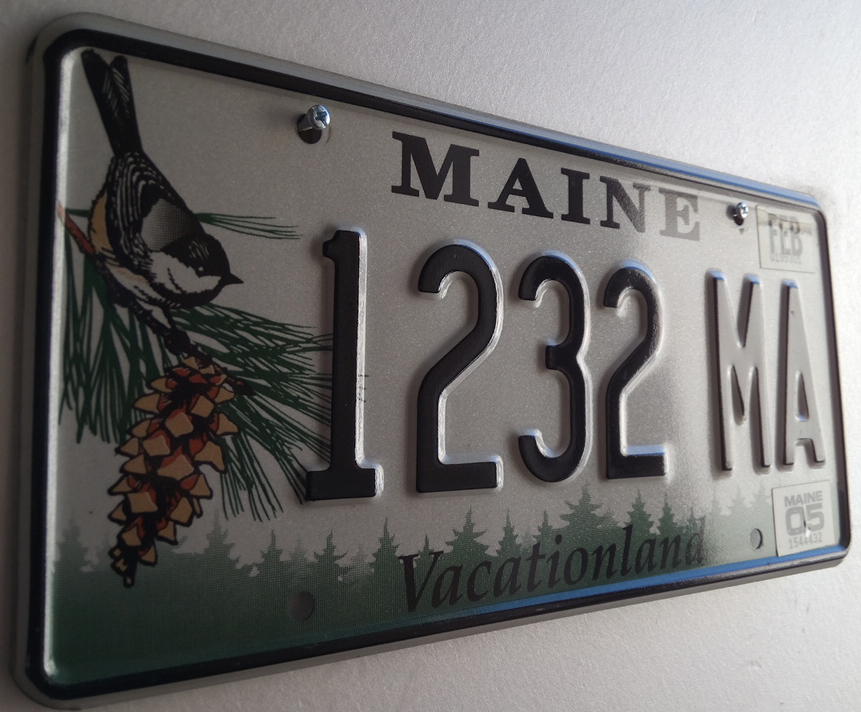 MAINE
FEB
1232 MA
MAINE
05
Vacationland